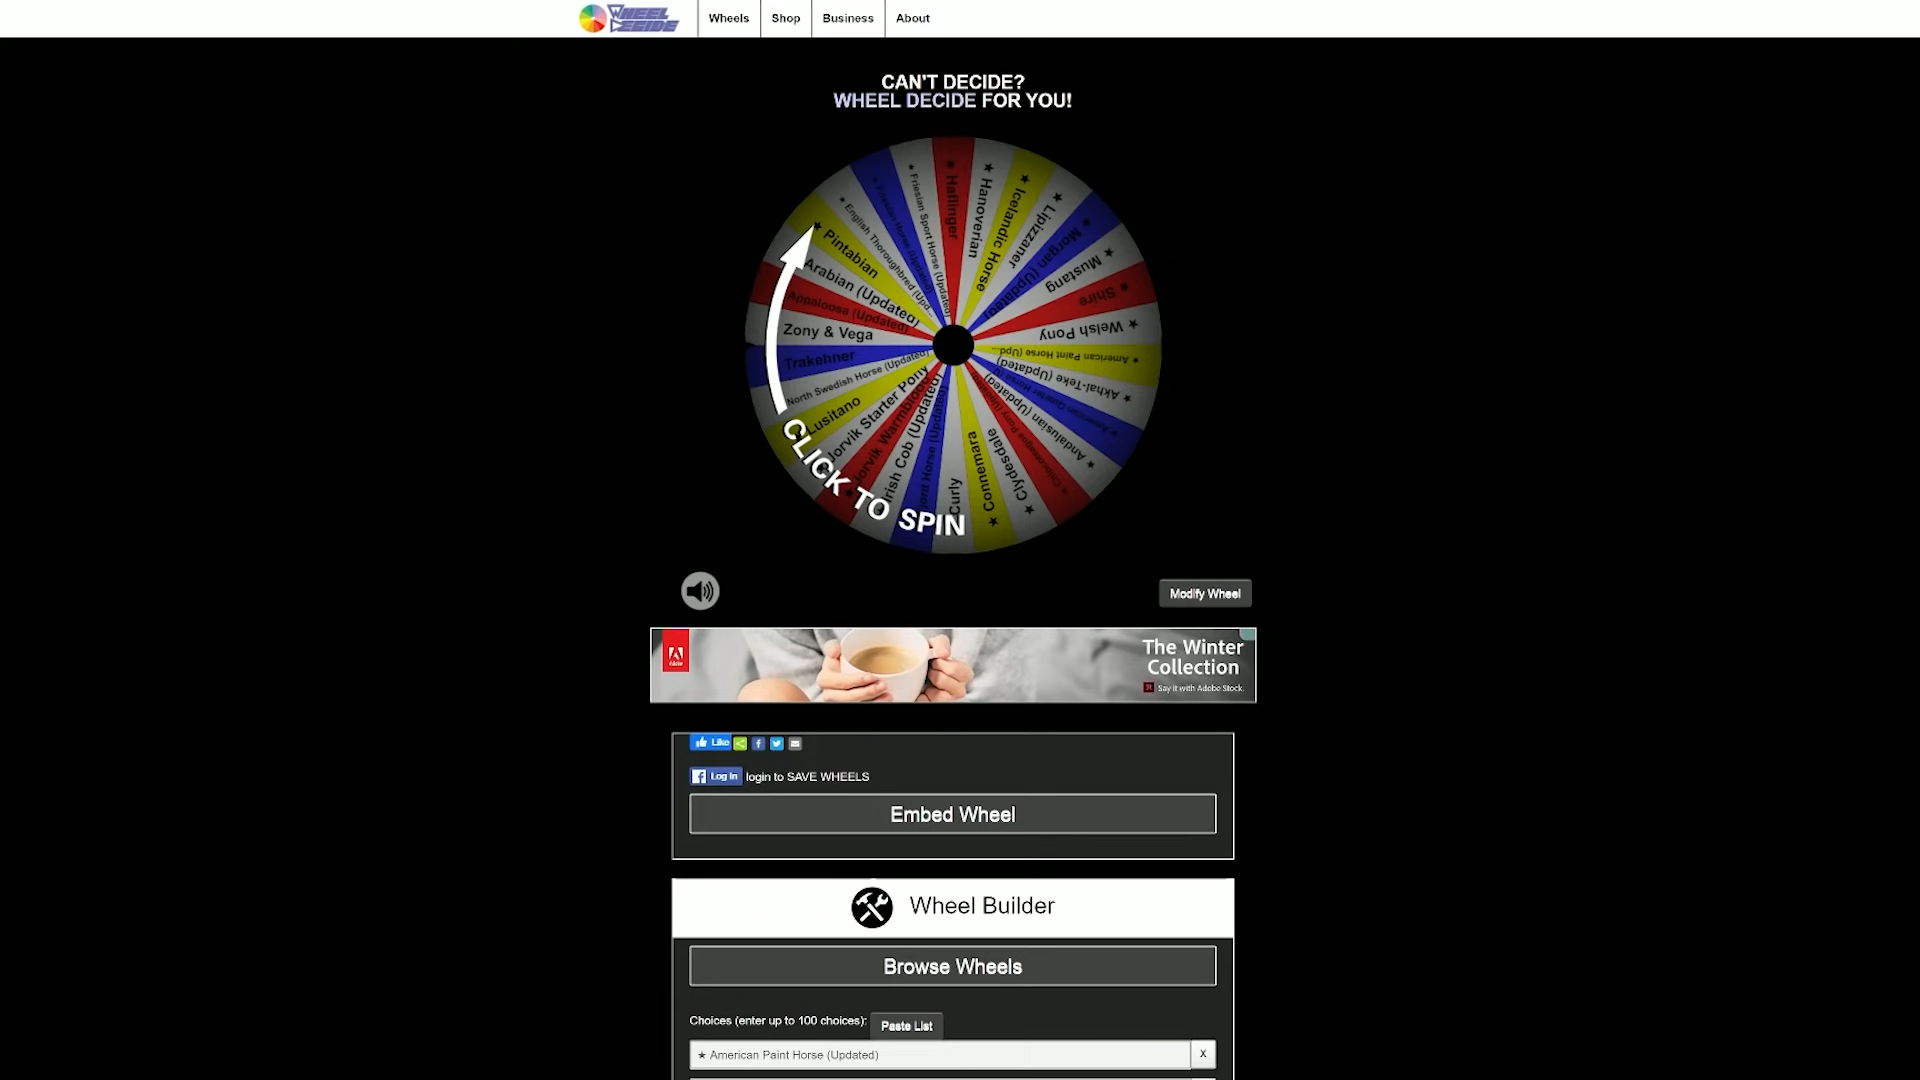 WHEEL DECIDE
Wheels
Shop
Business
About
CAN'T DECIDE?
WHEEL DECIDE FOR YOU!
★ Haflinger
★ Hanoverian
★ Icelandic Horse
★ Lipizzaner
★ Morgan (Updated)
★ Mustang
★ Shire
★ Welsh Pony
★ American Paint Horse (Upd...
★ Akhal-Teke (Updated)
★ American Quarter Horse
★ Andalusian (Updated)
★ Chincoteague Pony (Updated)
★ Clydesdale
★ Connemara
Curly
Fjord Horse (Updated)
Irish Cob (Updated)
★ Jorvik Warmblood
Jorvik Starter Pony
Lusitano
North Swedish Horse (Updated)
Trakehner
Zony & Vega
Appaloosa (Updated)
Arabian (Updated)
★ Pintabian
★ English Thoroughbred (Upd...
★ Friesian Horse (Updated)
★ Friesian Sport Horse (Updated)
CLICK TO SPIN
Modify Wheel
Adobe
The Winter
Collection
Say it with Adobe Stock.
Like
Log In login to SAVE WHEELS
Embed Wheel
Wheel Builder
Browse Wheels
Choices (enter up to 100 choices): Paste List
★ American Paint Horse (Updated) X